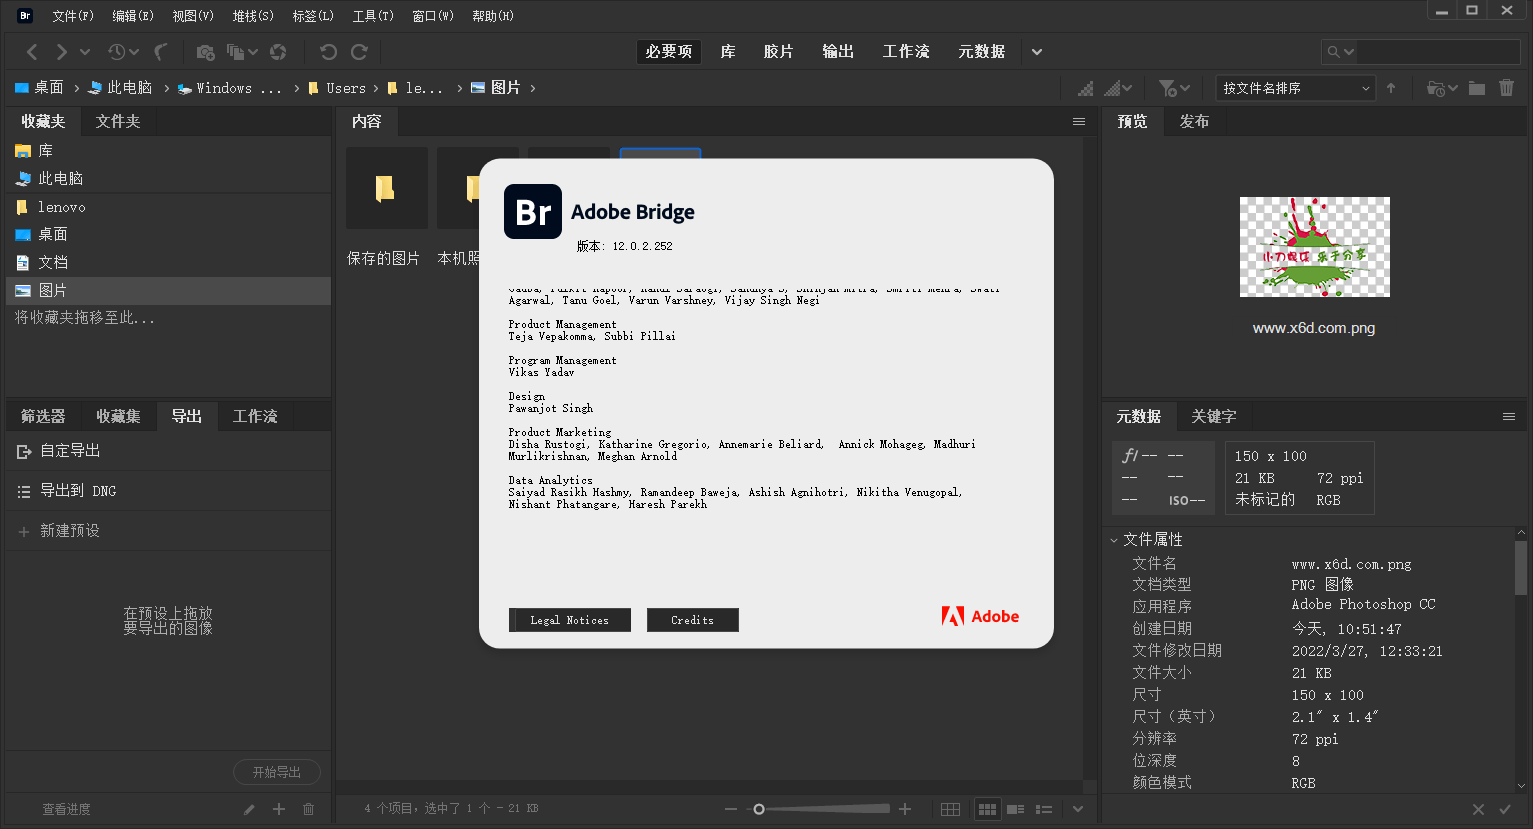 Br 文件(F) 编辑(E) 视图(V) 堆栈(S) 标签(L) 工具(T) 窗口(W) 帮助(H)
必要项 库 胶片 输出 工作流 元数据
桌面 此电脑 Windows ... Users le... 图片 按文件名排序
收藏夹 文件夹
库
此电脑
lenovo
桌面
文档
图片
将收藏夹拖移至此...
筛选器 收藏集 导出 工作流
自定导出
导出到 DNG
新建预设
在预设上拖放
要导出的图像
开始导出
查看进度
内容
保存的图片 本机照
Br Adobe Bridge
版本: 12.0.2.252
Agarwal, Tanu Goel, Varun Varshney, Vijay Singh Negi
Product Management
Teja Vepakomma, Subbi Pillai
Program Management
Vikas Yadav
Design
Pawanjot Singh
Product Marketing
Disha Rustogi, Katharine Gregorio, Annemarie Beliard,  Annick Mohageg, Madhuri
Murlikrishnan, Meghan Arnold
Data Analytics
Saiyad Rasikh Hashmy, Ramandeep Baweja, Ashish Agnihotri, Nikitha Venugopal,
Nishant Phatangare, Haresh Parekh
Legal Notices Credits Adobe
4 个项目，选中了 1 个 - 21 KB
预览 发布
小刀娱乐 乐于分享
www.x6d.com.png
元数据 关键字
f/ -- --
-- --
-- ISO--
150 x 100
21 KB 72 ppi
未标记的 RGB
文件属性
文件名 www.x6d.com.png
文档类型 PNG 图像
应用程序 Adobe Photoshop CC
创建日期 今天, 10:51:47
文件修改日期 2022/3/27, 12:33:21
文件大小 21 KB
尺寸 150 x 100
尺寸（英寸） 2.1" x 1.4"
分辨率 72 ppi
位深度 8
颜色模式 RGB